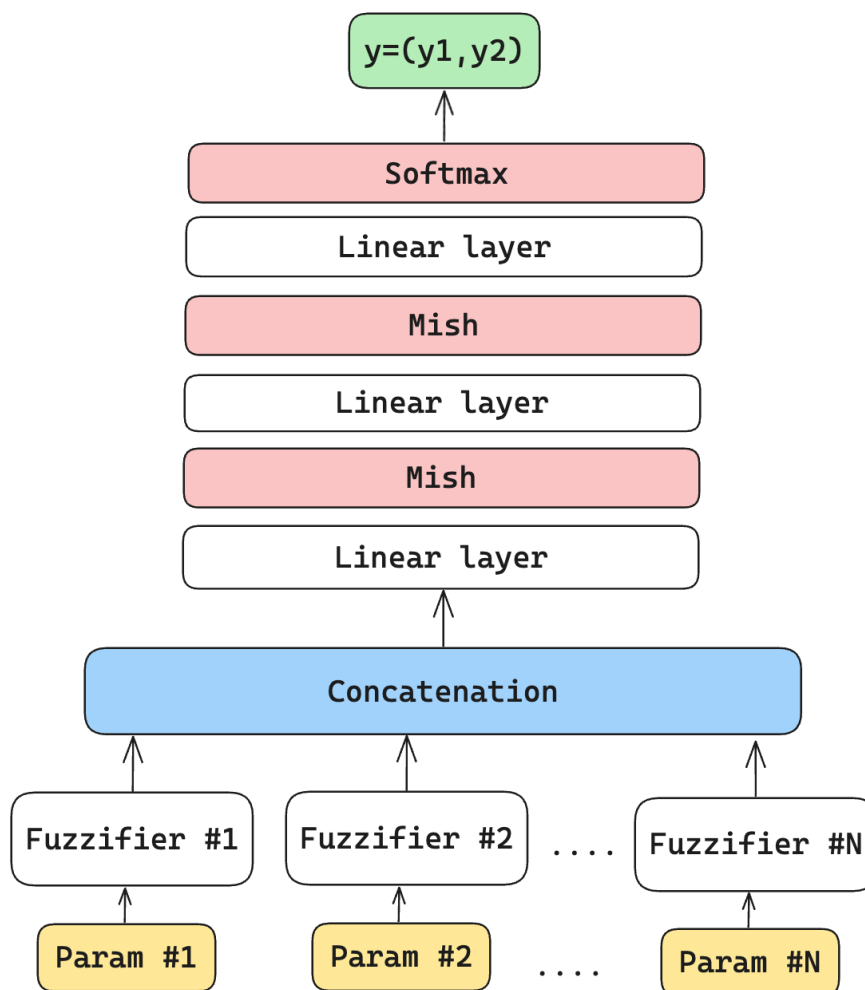 y=(y1,y2)
Softmax
Linear layer
Mish
Linear layer
Mish
Linear layer
Concatenation
Fuzzifier #1
Fuzzifier #2
....
Fuzzifier #N
Param #1
Param #2
....
Param #N